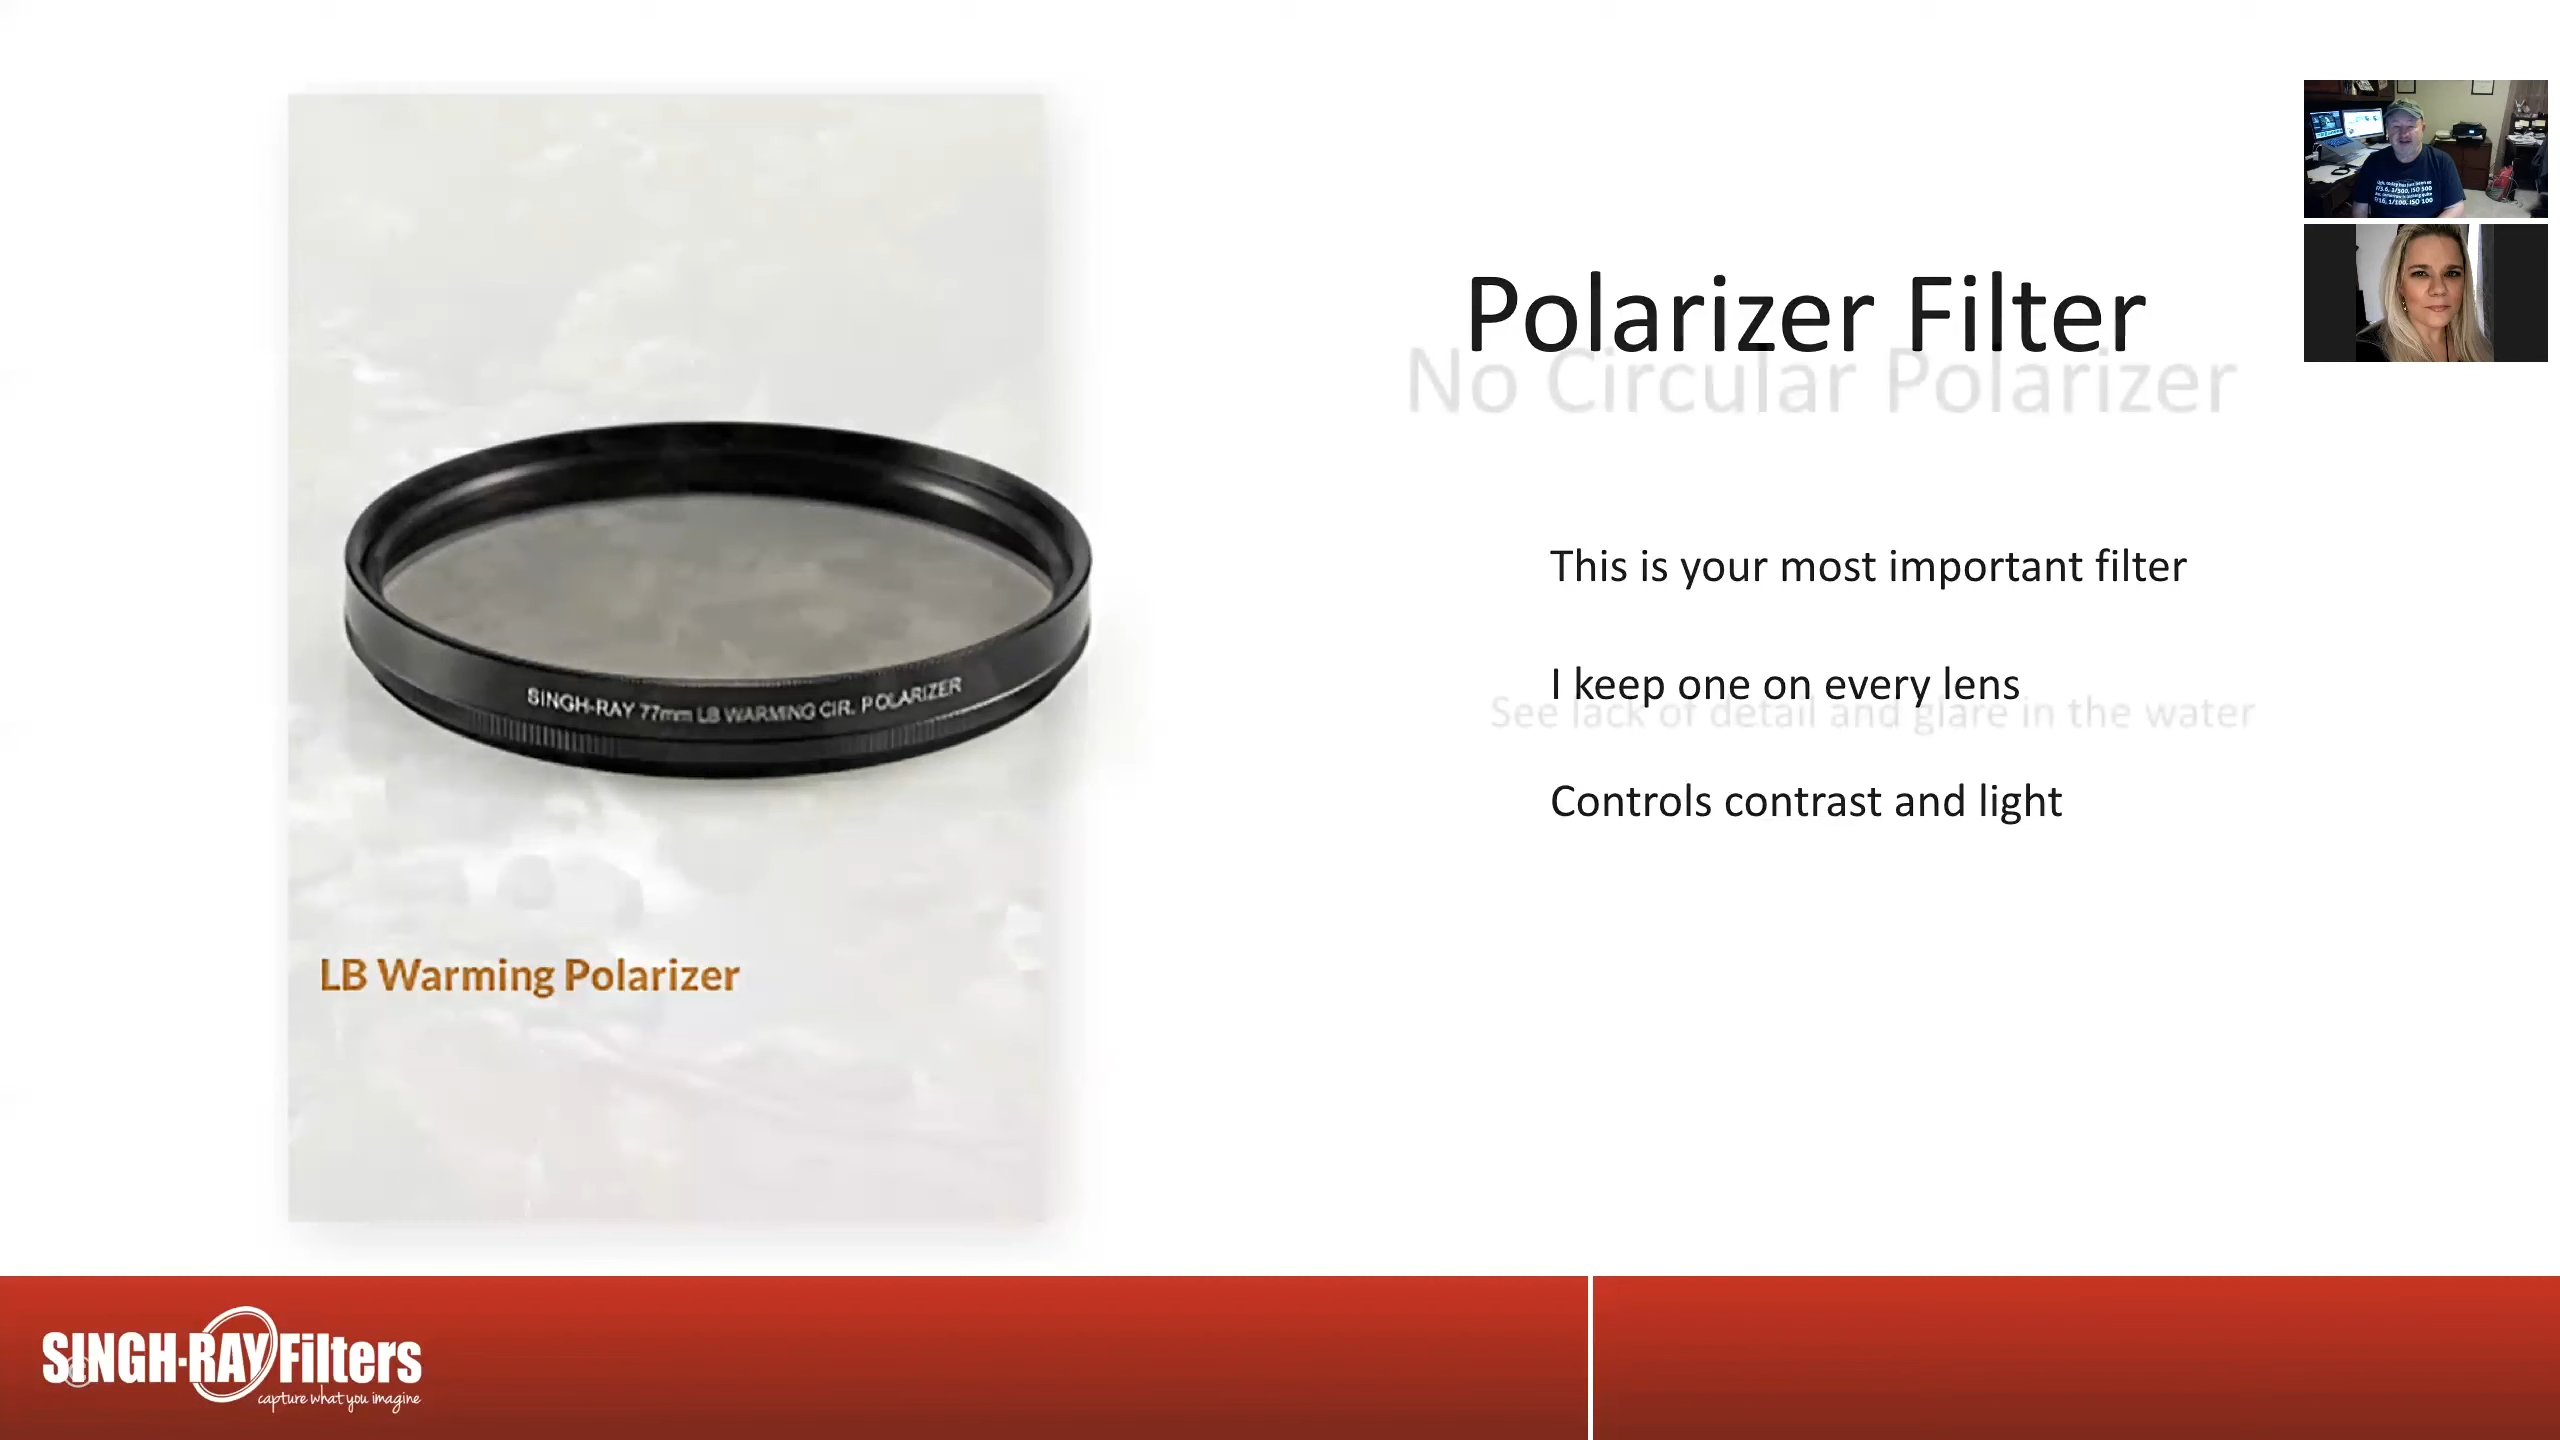 Polarizer Filter
No Circular Polarizer
This is your most important filter
I keep one on every lens
See lack of detail and glare in the water
Controls contrast and light
SINGH-RAY 77mm LB WARMING CIR. POLARIZER
LB Warming Polarizer
SINGH-RAY Filters
capture what you imagine